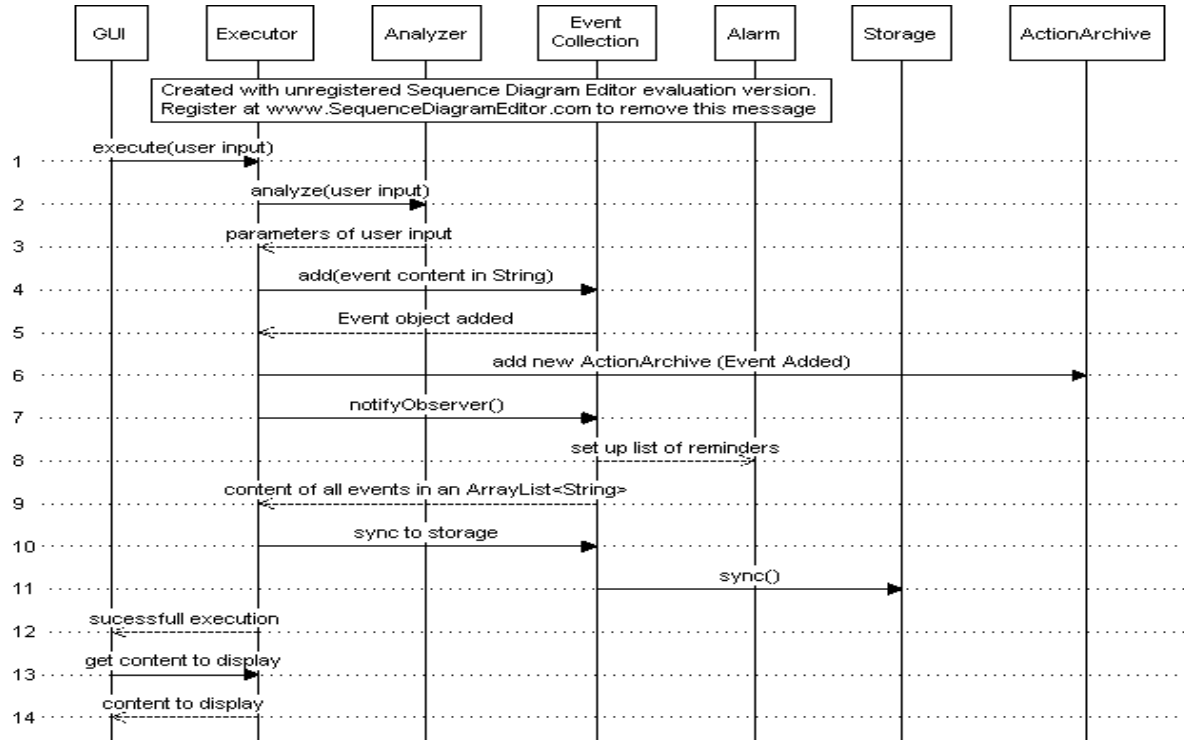 GUI
Executor
Analyzer
Event
Collection
Alarm
Storage
ActionArchive
Created with unregistered Sequence Diagram Editor evaluation version.
Register at www.SequenceDiagramEditor.com to remove this message
execute(user input)
1
analyze(user input)
2
parameters of user input
3
add(event content in String)
4
Event object added
5
add new ActionArchive (Event Added)
6
notifyObserver()
7
set up list of reminders
8
content of all events in an ArrayList<String>
9
sync to storage
10
sync()
11
sucessfull execution
12
get content to display
13
content to display
14